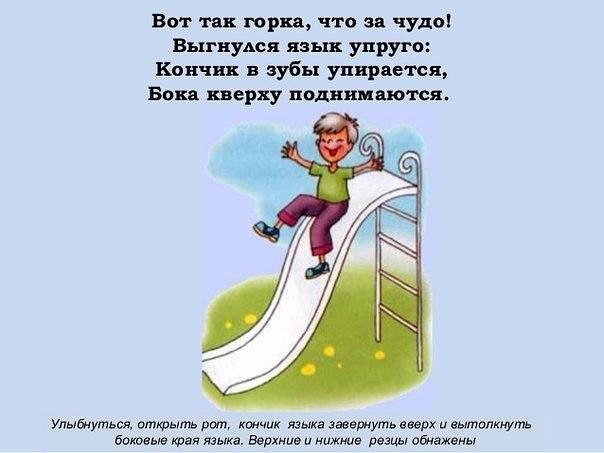 Вот так горка, что за чудо!
Выгнулся язык упруго:
Кончик в зубы упирается,
Бока кверху поднимаются.
Улыбнуться, открыть рот, кончик языка завернуть вверх и вытолкнуть
боковые края языка. Верхние и нижние резцы обнажены